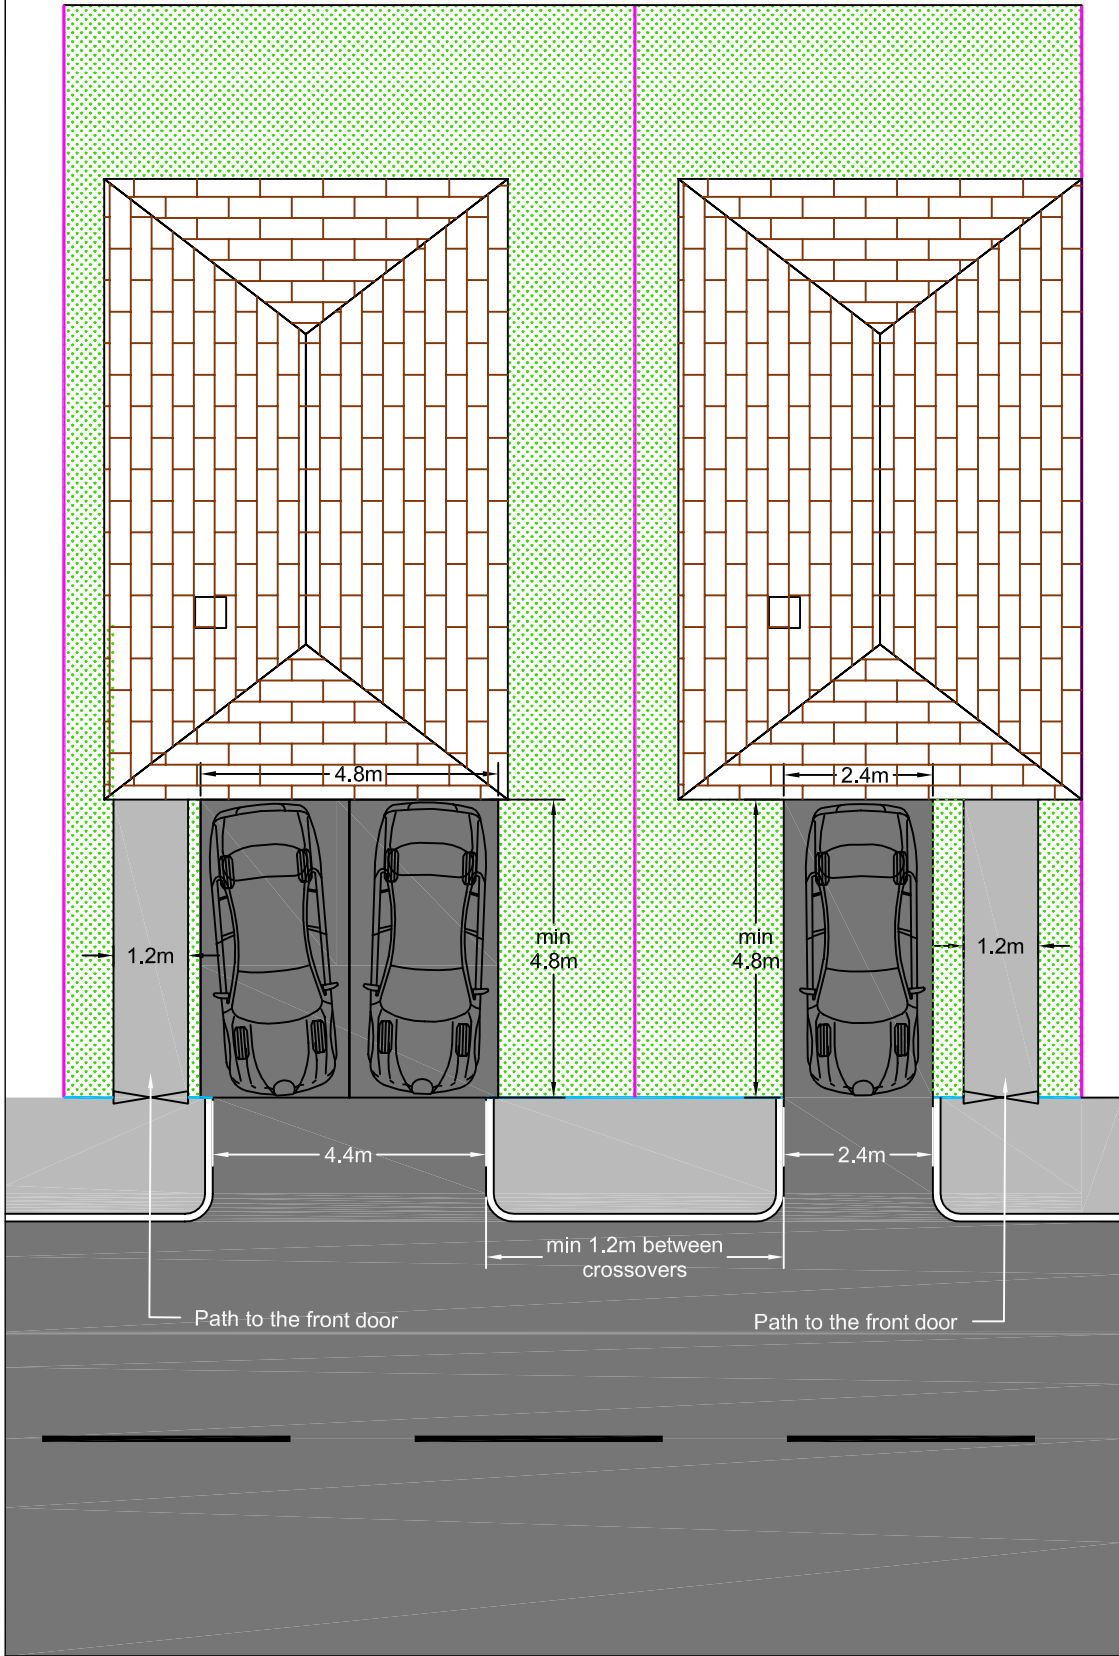 4.8m
2.4m
min
4.8m
min
4.8m
1.2m
1.2m
4.4m
2.4m
min 1.2m between
crossovers
Path to the front door
Path to the front door